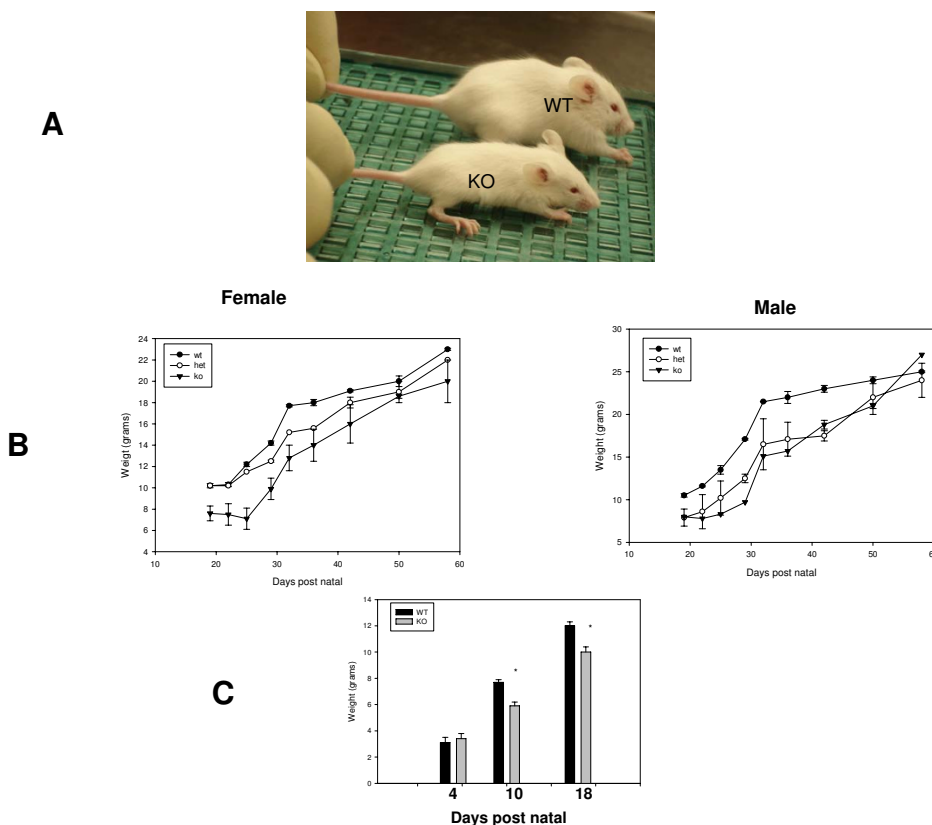 A
WT
KO
Female
Male
B
wt
het
ko
Weigt (grams)
24
22
20
18
16
14
12
10
8
6
4
10 20 30 40 50 60
Days post natal
wt
het
ko
Weight (grams)
30
25
20
15
10
5
10 20 30 40 50
Days post natal
C
WT
KO
*
*
Weight (grams)
14
12
10
8
6
4
2
0
4 10 18
Days post natal